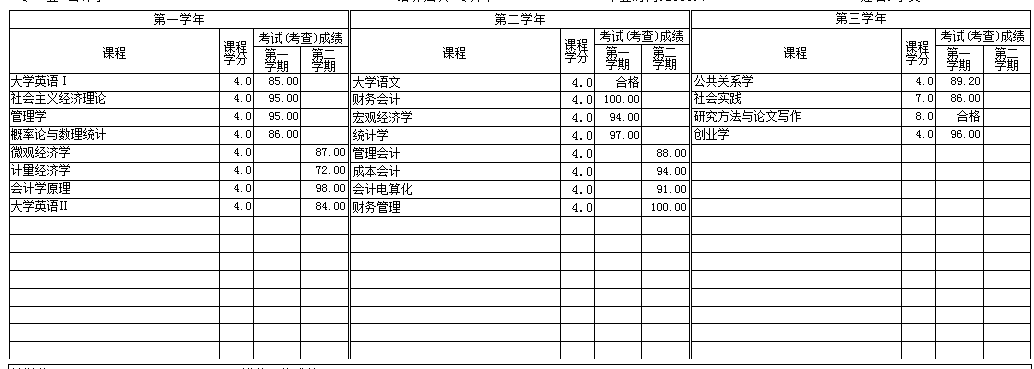 第一学年 第二学年 第三学年
课程 课程学分 考试(考查)成绩 课程 课程学分 考试(考查)成绩 课程 课程学分 考试(考查)成绩
第一学期 第二学期 第一学期 第二学期 第一学期 第二学期
大学英语Ⅰ 4.0 85.00 大学语文 4.0 合格 公共关系学 4.0 89.20
社会主义经济理论 4.0 95.00 财务会计 4.0 100.00 社会实践 7.0 86.00
管理学 4.0 95.00 宏观经济学 4.0 94.00 研究方法与论文写作 8.0 合格
概率论与数理统计 4.0 86.00 统计学 4.0 97.00 创业学 4.0 96.00
微观经济学 4.0 87.00 管理会计 4.0 88.00
计量经济学 4.0 72.00 成本会计 4.0 94.00
会计学原理 4.0 98.00 会计电算化 4.0 91.00
大学英语Ⅱ 4.0 84.00 财务管理 4.0 100.00